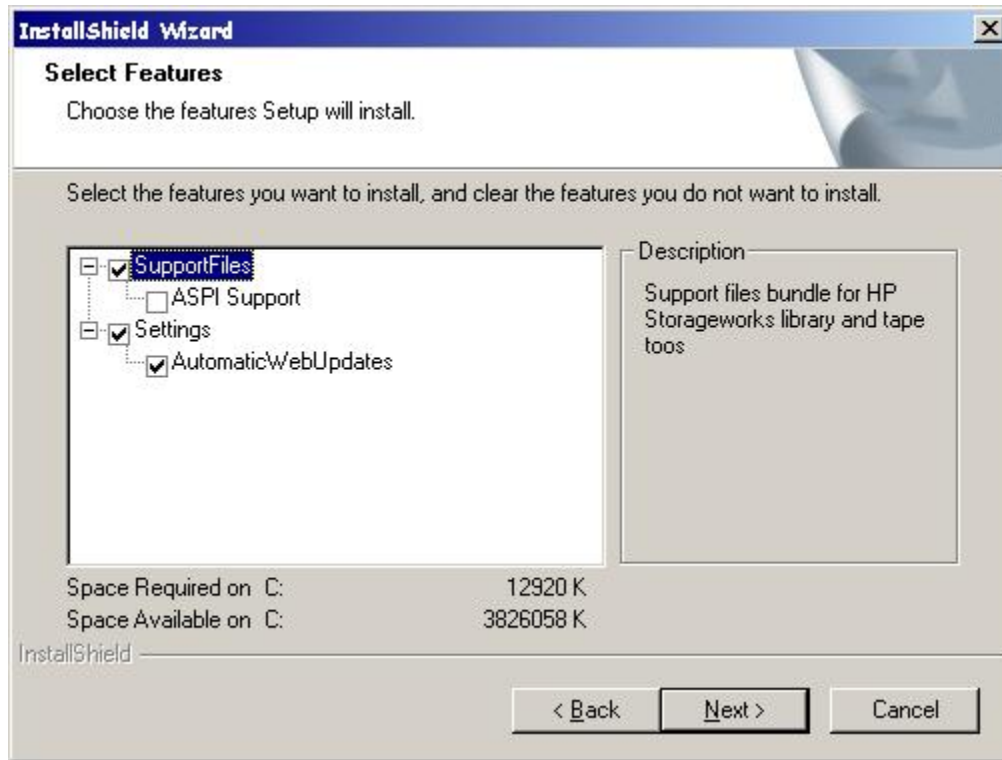 InstallShield Wizard
Select Features
Choose the features Setup will install.
Select the features you want to install, and clear the features you do not want to install.
SupportFiles
ASPI Support
Settings
AutomaticWebUpdates
Description
Support files bundle for HP
Storageworks library and tape
toos
Space Required on C: 12920 K
Space Available on C: 3826058 K
InstallShield
< Back Next > Cancel